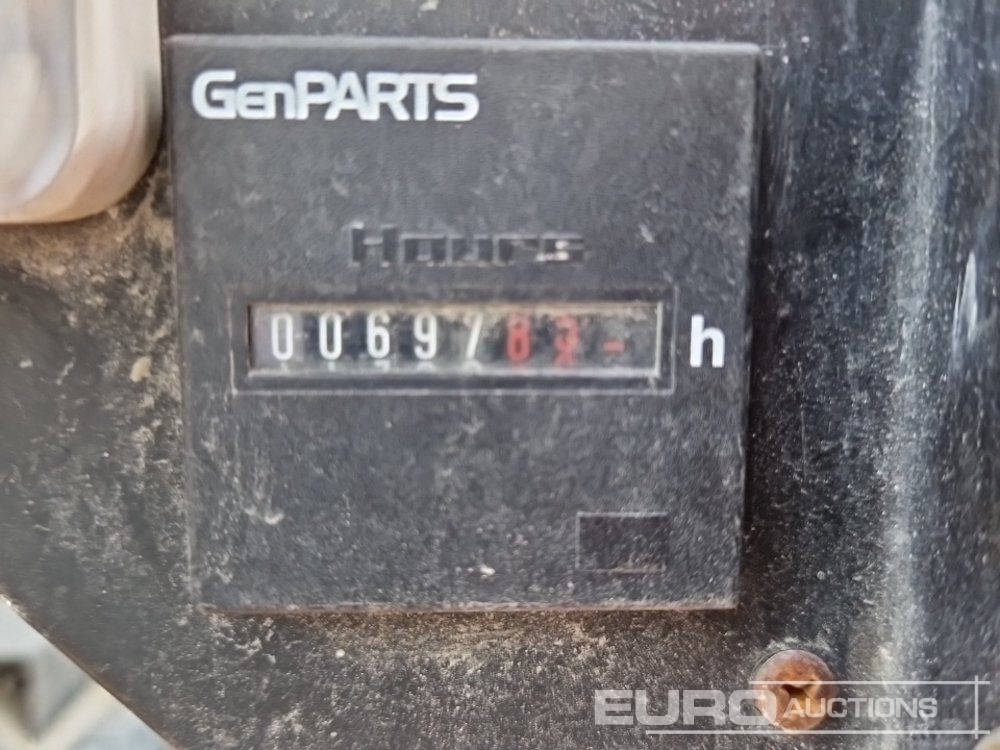 GenPARTS
Hours
0069783 h
EURO AUCTIONS